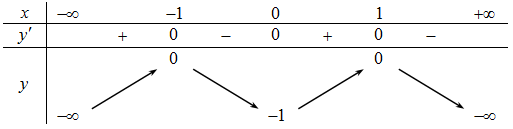 x –∞ –1 0 1 +∞
y′ + 0 – 0 + 0 –
0 0
y
–∞ –1 –∞